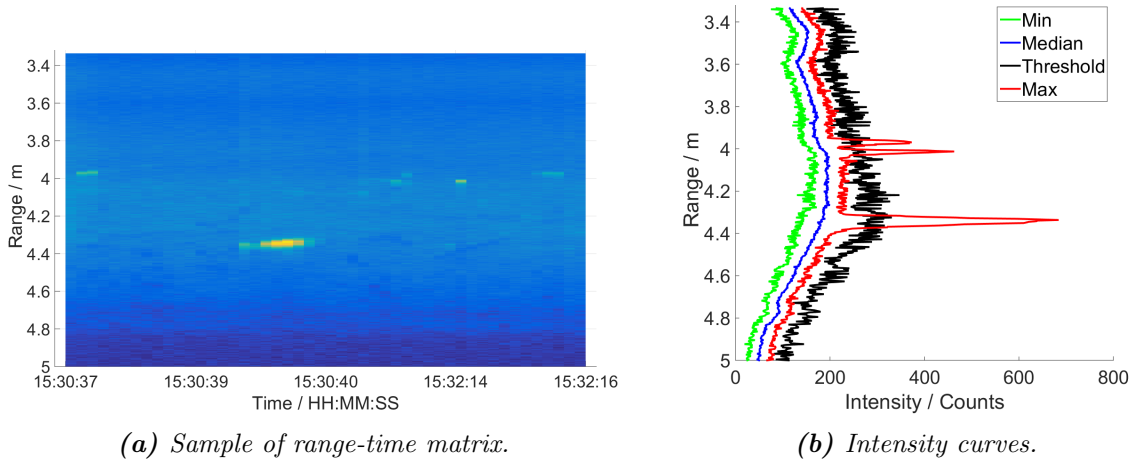 3.4
3.6
3.8
4
4.2
4.4
4.6
4.8
5
Range / m
15:30:37
15:30:39
15:30:40
15:32:14
15:32:16
Time / HH:MM:SS
(a) Sample of range-time matrix.
3.4
3.6
3.8
4
4.2
4.4
4.6
4.8
5
Range / m
Min
Median
Threshold
Max
0
200
400
600
800
Intensity / Counts
(b) Intensity curves.